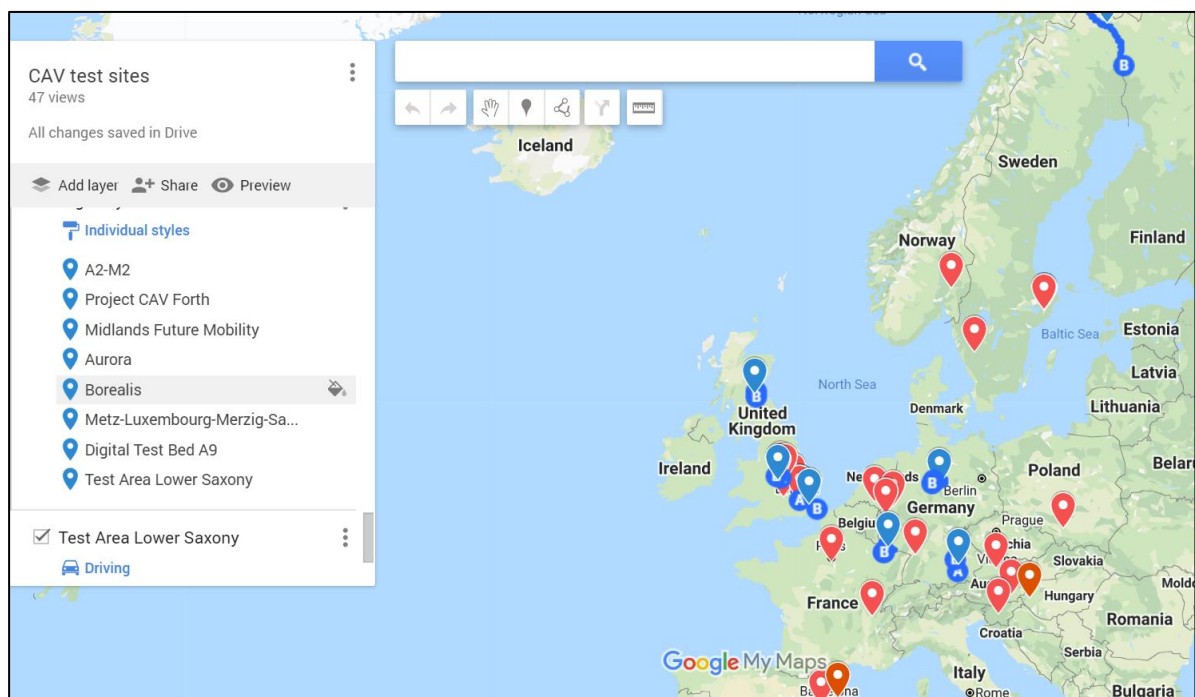 CAV test sites
47 views
All changes saved in Drive
Add layer Share Preview
Individual styles
A2-M2
Project CAV Forth
Midlands Future Mobility
Aurora
Borealis
Metz-Luxembourg-Merzig-Sa...
Digital Test Bed A9
Test Area Lower Saxony
Test Area Lower Saxony
Driving
B
Iceland
Sweden
Norway
Finland
Baltic Sea
Estonia
Latvia
North Sea
Denmark
Lithuania
B
United
Kingdom
Ireland
Poland
B
Berlin
A
B
Germany
Prague
B
A
Slovakia
Hungary
France
Romania
Croatia
Serbia
Google My Maps
Italy
Rome
Bulgaria